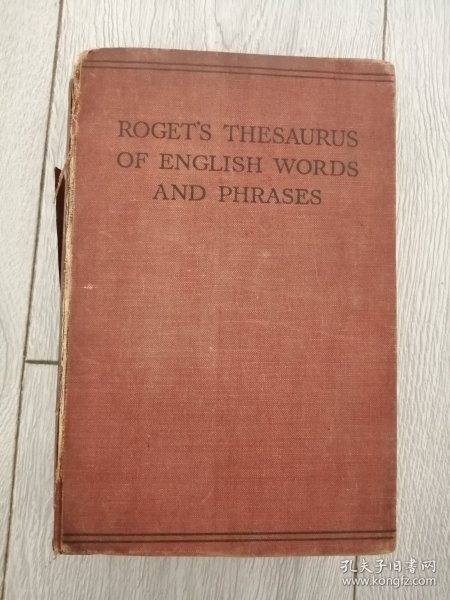 ROGET'S THESAURUS
OF ENGLISH WORDS
AND PHRASES
孔夫子旧书网
www.kongfz.com